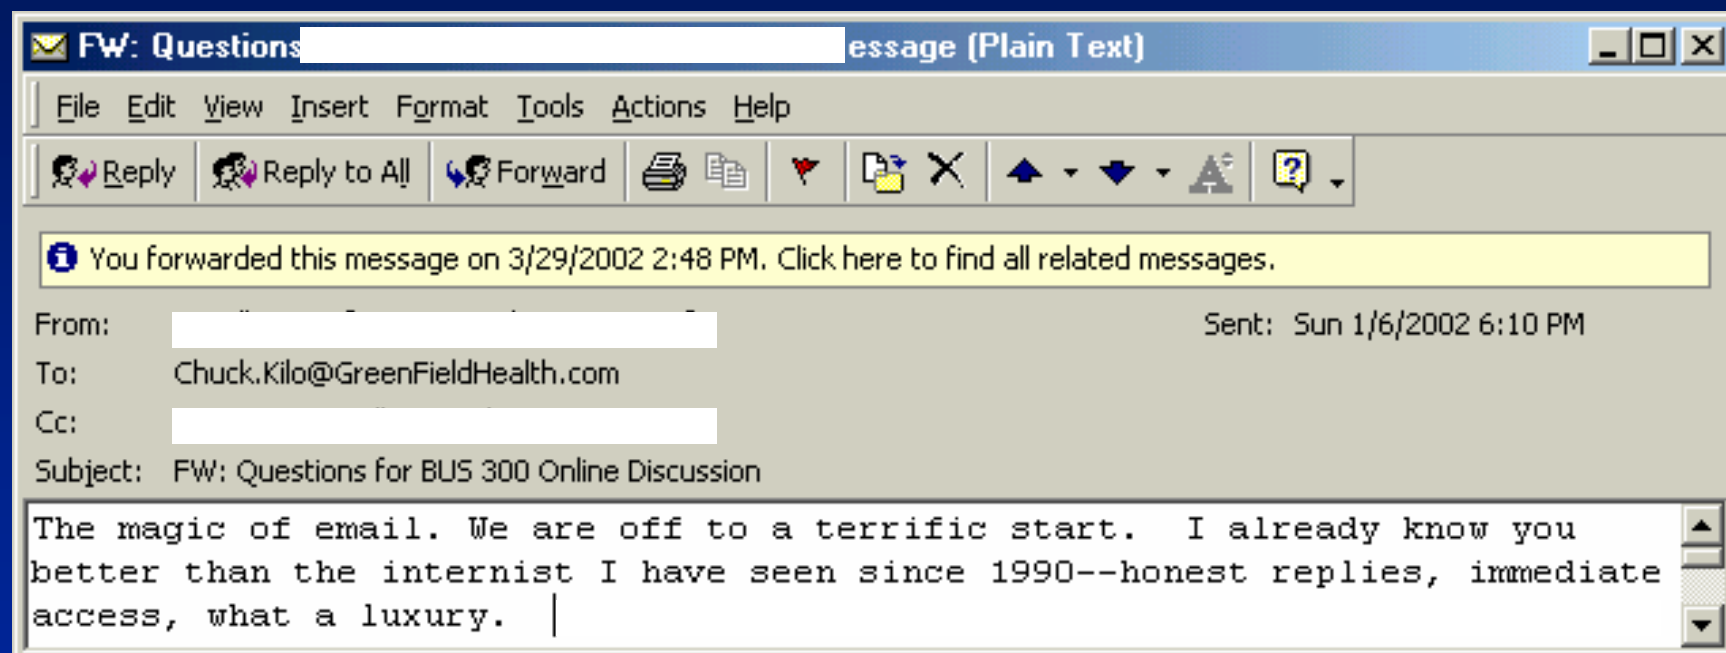 FW: Questions essage (Plain Text)
File Edit View Insert Format Tools Actions Help
Reply Reply to All Forward
You forwarded this message on 3/29/2002 2:48 PM. Click here to find all related messages.
From: Sent: Sun 1/6/2002 6:10 PM
To: Chuck.Kilo@GreenFieldHealth.com
Cc:
Subject: FW: Questions for BUS 300 Online Discussion
The magic of email. We are off to a terrific start. I already know you
better than the internist I have seen since 1990--honest replies, immediate
access, what a luxury.